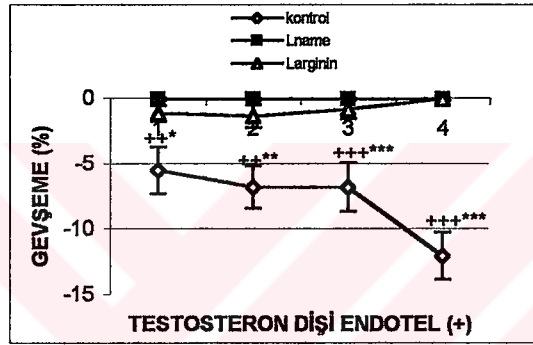 kontrol
Lname
Larginin
0
-5
-10
-15
GEVŞEME (%)
1 2 3 4
++* ++** +++*** +++***
TESTOSTERON DİŞİ ENDOTEL (+)